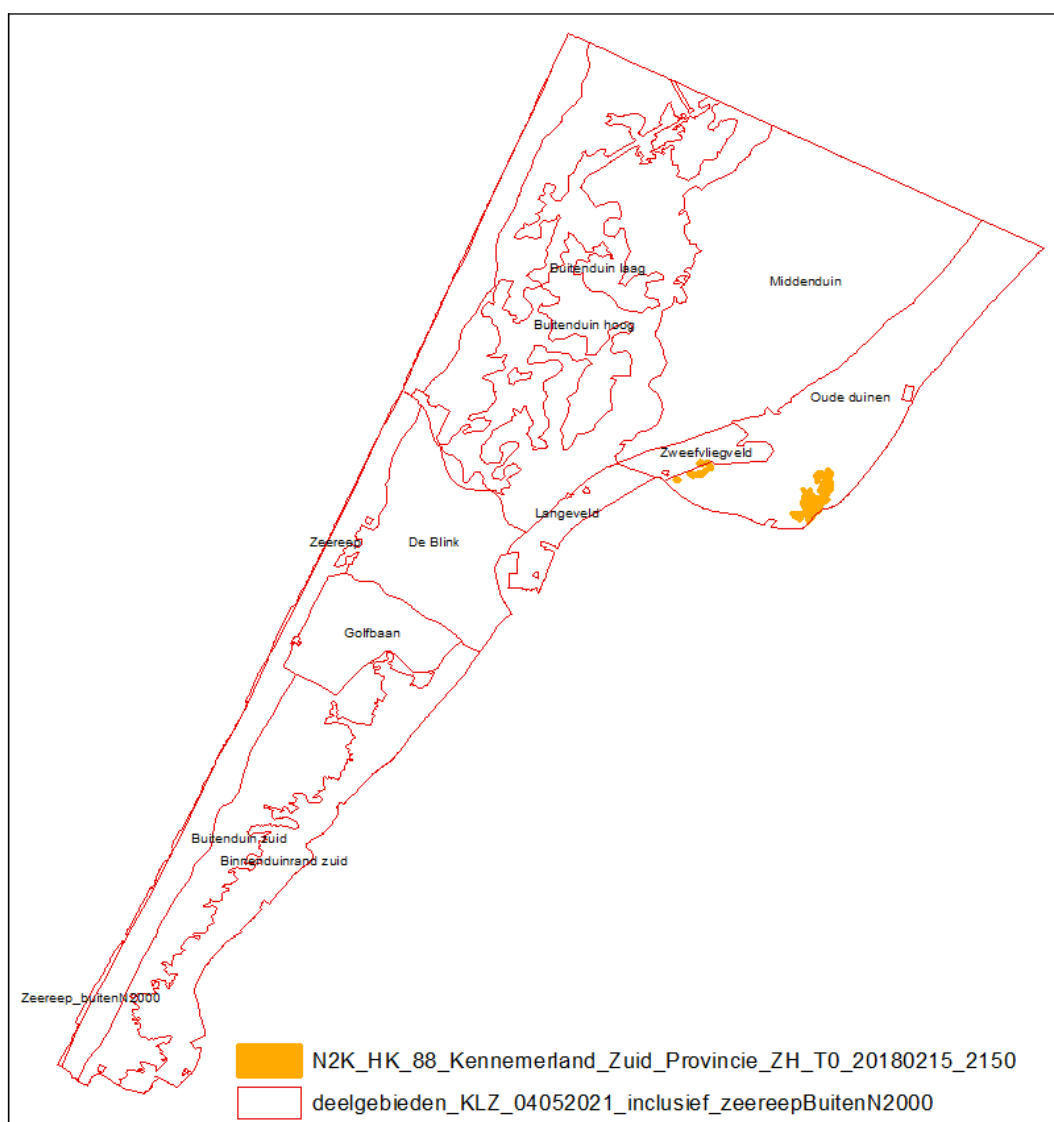 Buitenduin laag
Middenduin
Buitenduin hoog
Oude duinen
Zweefvliegveld
Langeveld
Zeereep
De Blink
Golfbaan
Buitenduin zuid
Binnenduinrand zuid
Zeereep_buitenN2000
N2K_HK_88_Kennemerland_Zuid_Provincie_ZH_T0_20180215_2150
deelgebieden_KLZ_04052021_inclusief_zeereepBuitenN2000